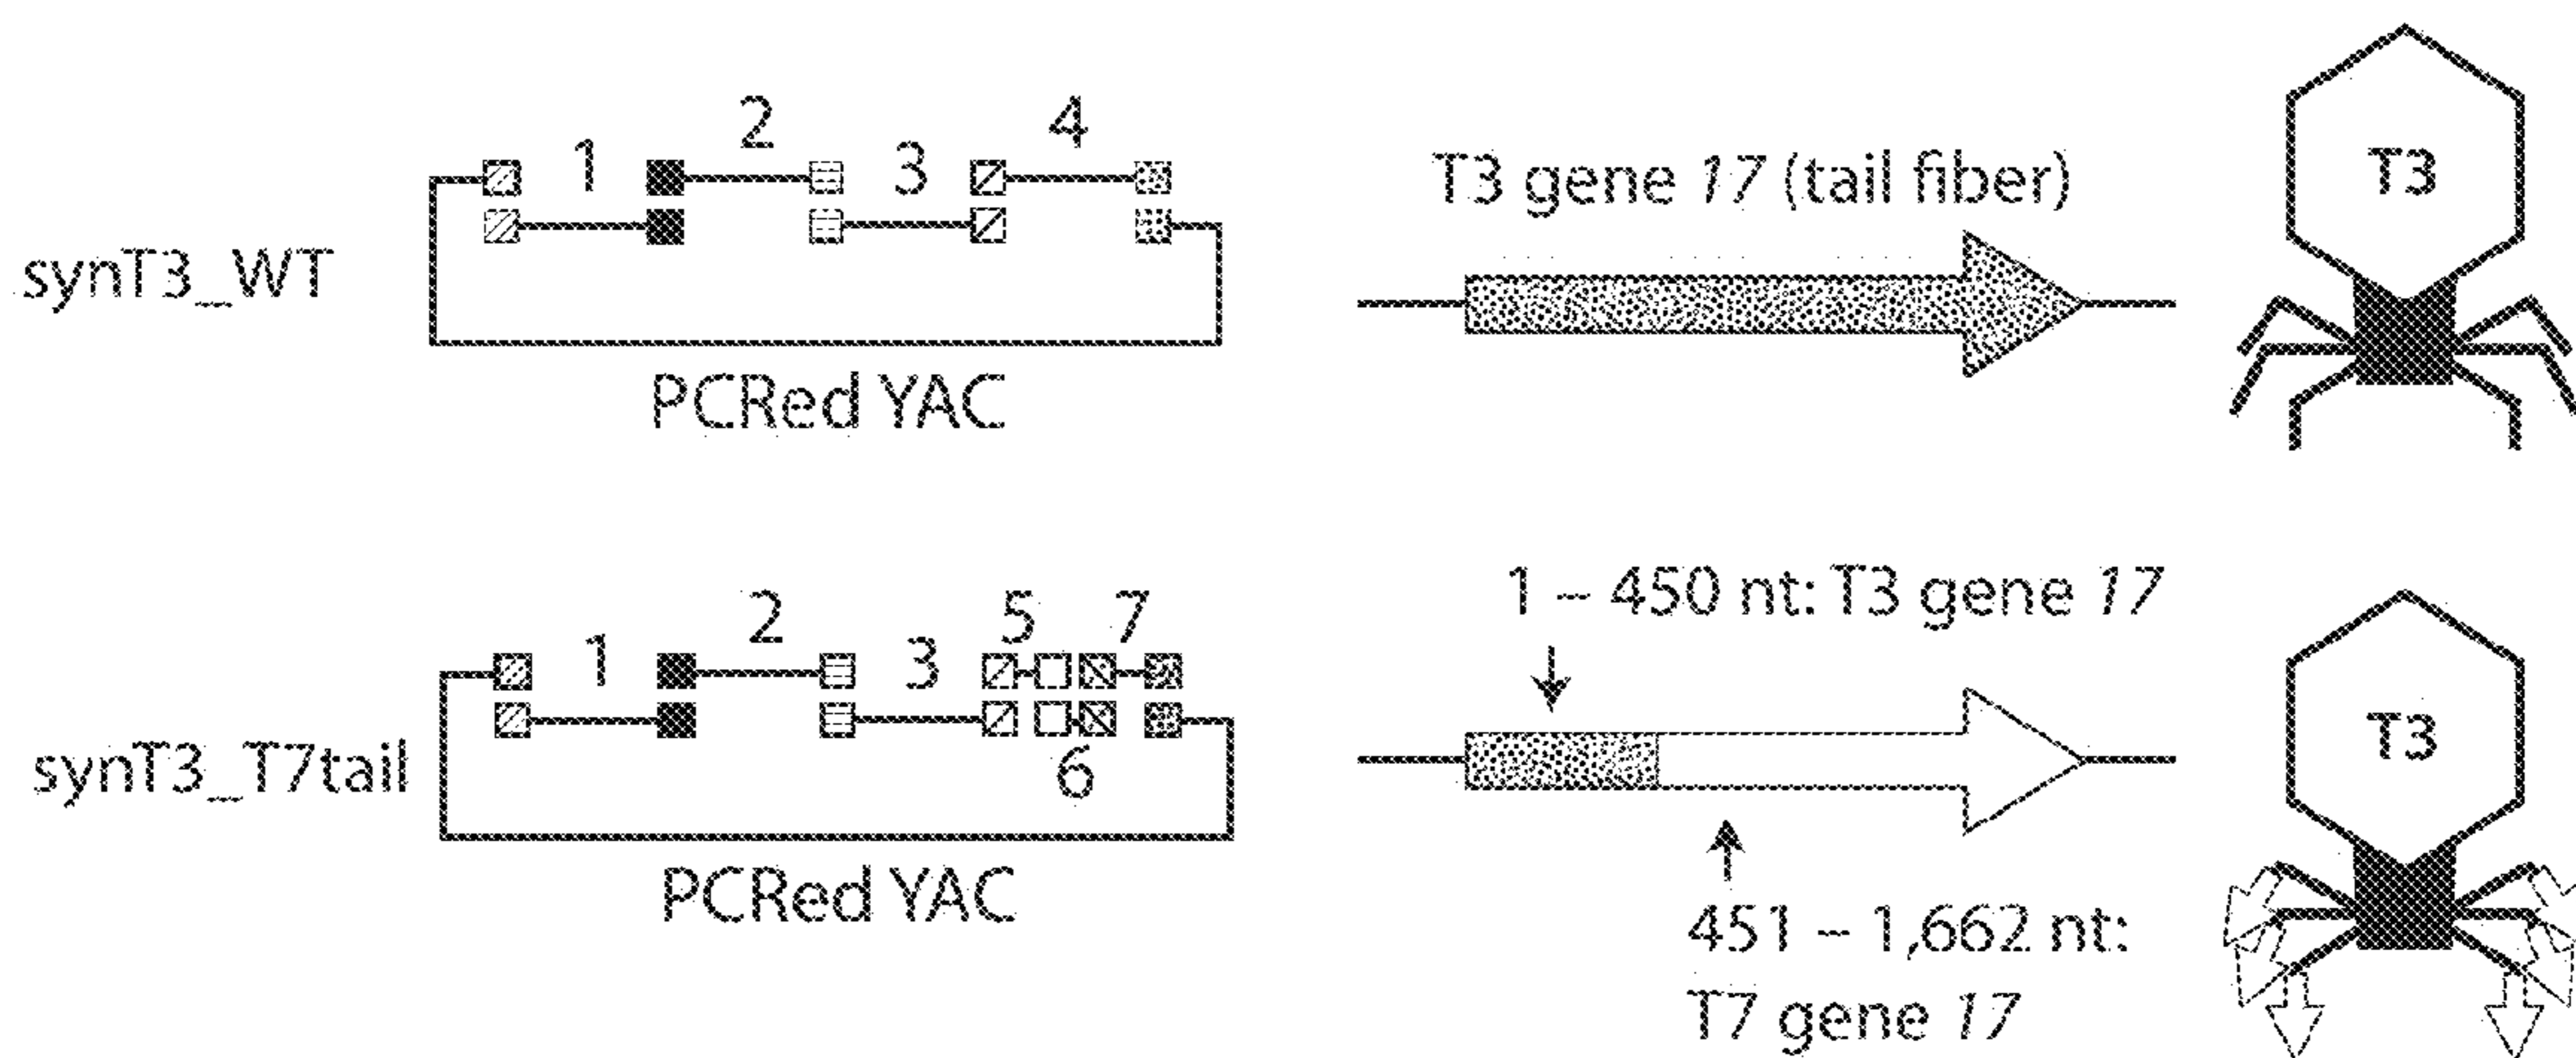 2
4
1
3
T3 gene 17 (tail fiber)
T3
synT3_WT
PCRed YAC
1 – 450 nt: T3 gene 17
5
7
2
1
3
T3
synT3_T7tail
6
PCRed YAC
451 – 1,662 nt:
T7 gene 17